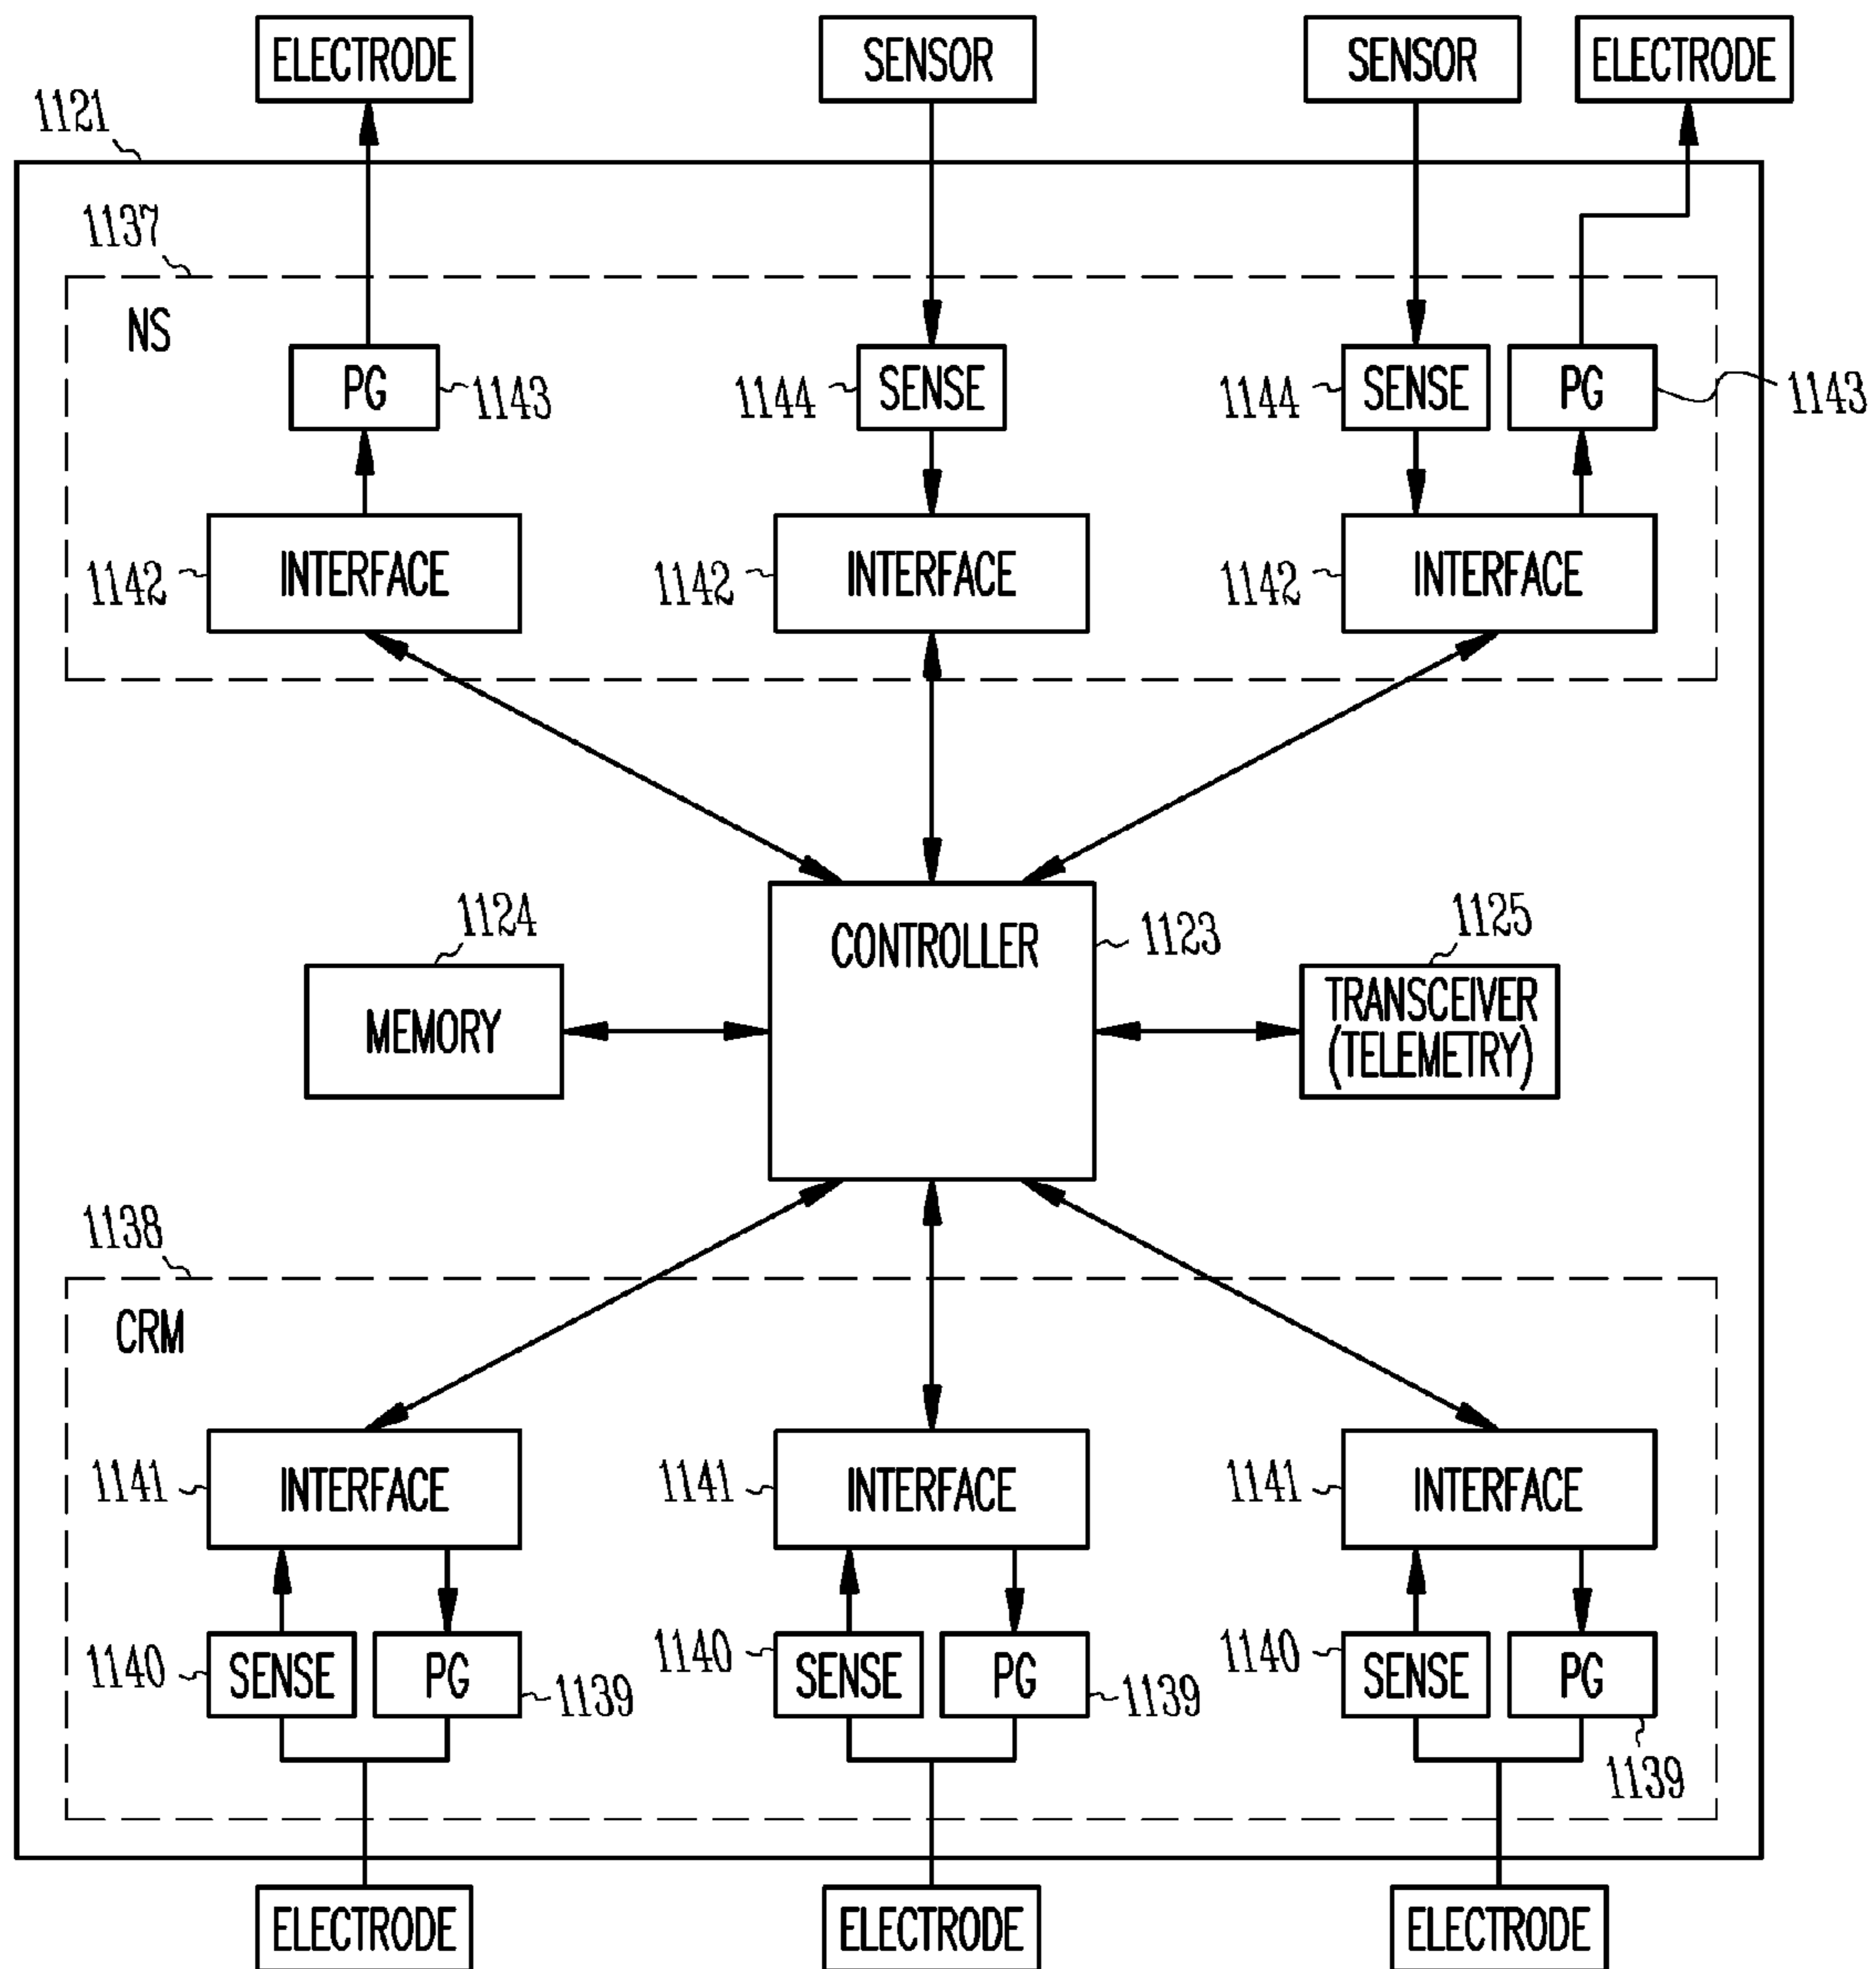 ELECTRODE
SENSOR
SENSOR
ELECTRODE
1121
1137
NS
PG
1143
1144
SENSE
1144
SENSE
PG
1143
1142
INTERFACE
1142
INTERFACE
1142
INTERFACE
1124
MEMORY
CONTROLLER
1123
1125
TRANSCEIVER
(TELEMETRY)
1138
CRM
1141
INTERFACE
1141
INTERFACE
1141
INTERFACE
1140
SENSE
PG
1139
1140
SENSE
PG
1139
1140
SENSE
PG
1139
ELECTRODE
ELECTRODE
ELECTRODE